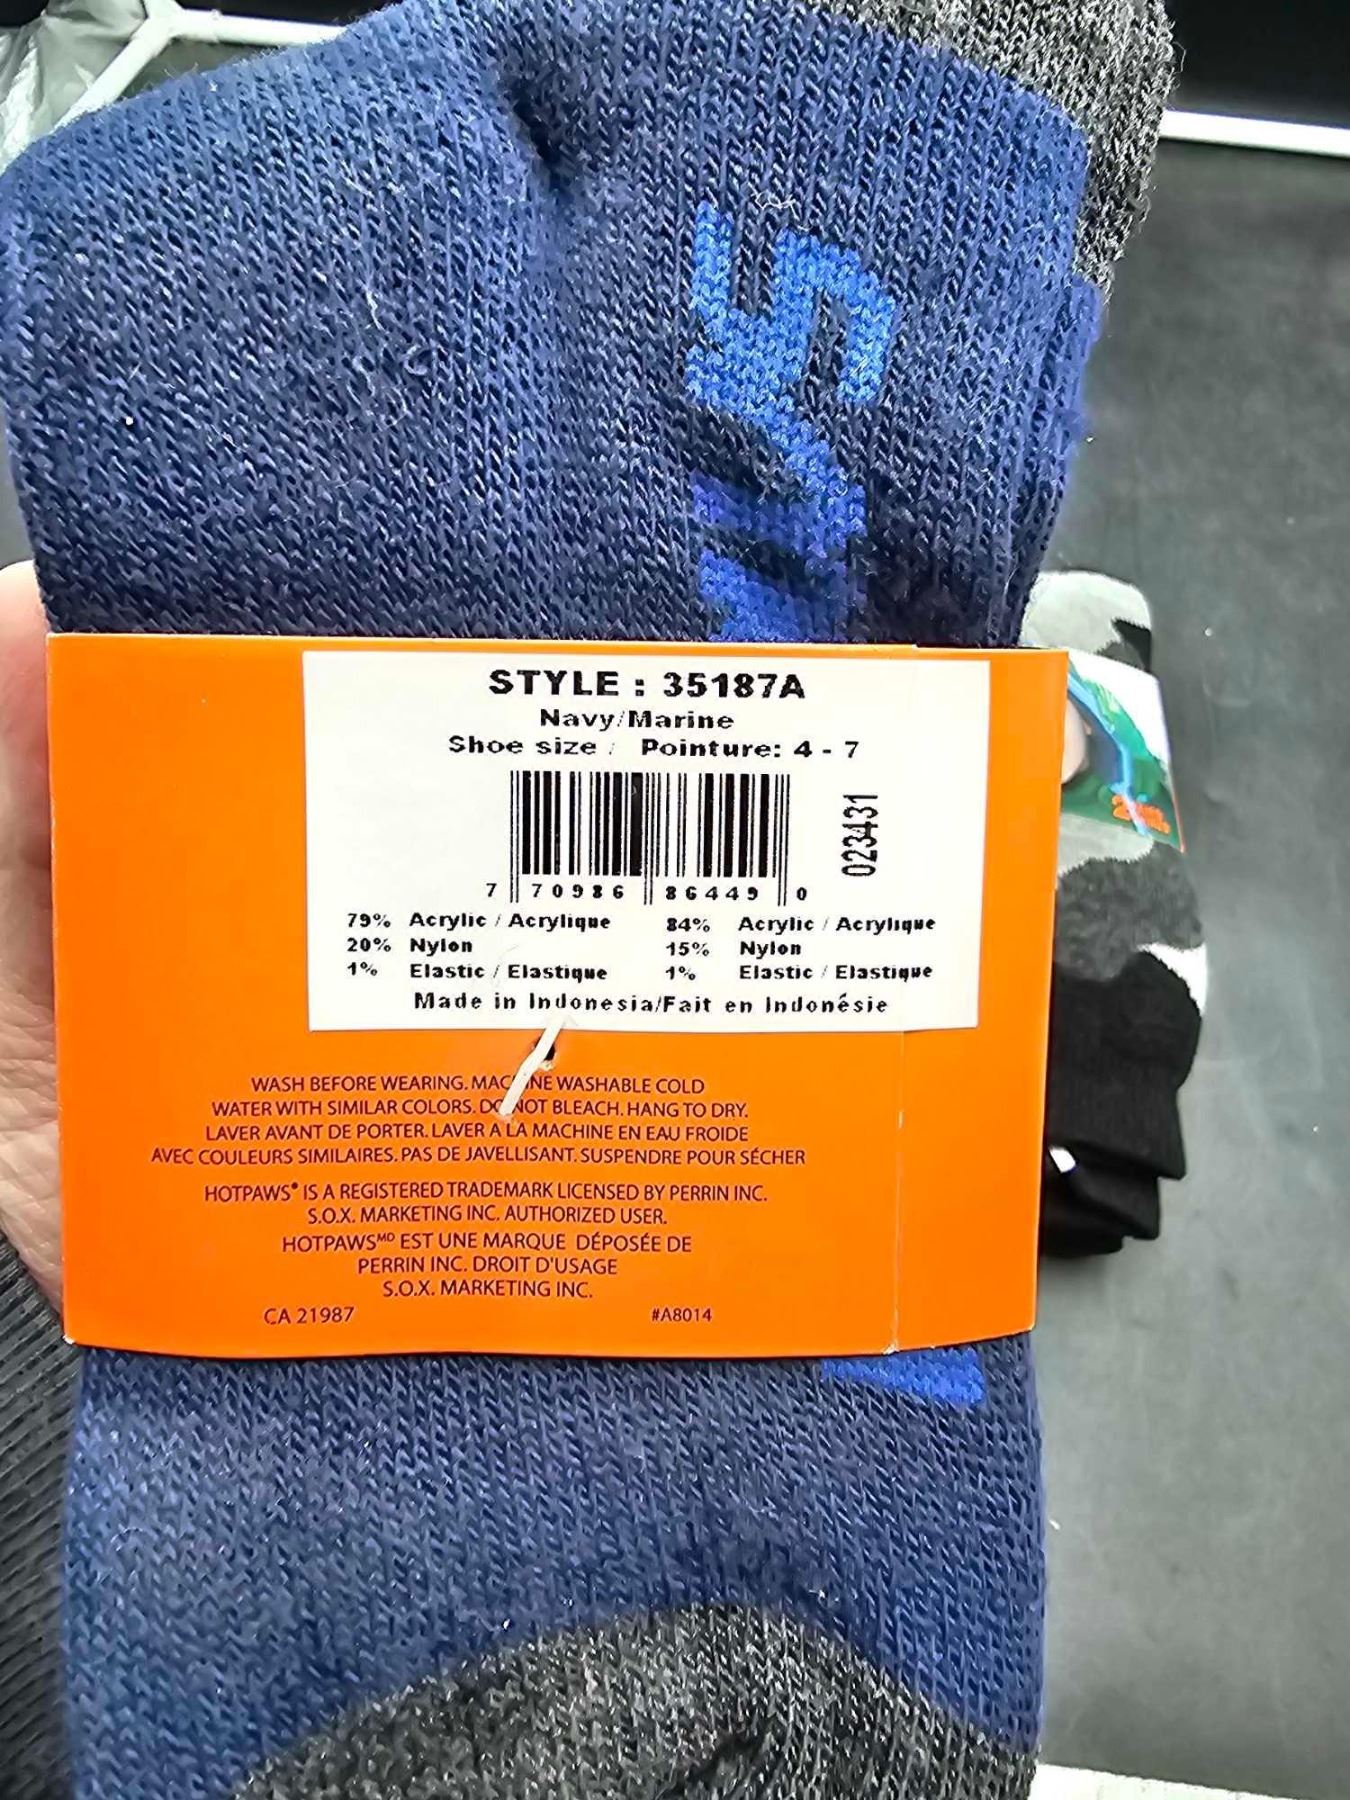 STYLE : 35187A
Navy/Marine
Shoe size : Pointure: 4 - 7
023431
7 70986 86449 0
79% Acrylic / Acrylique 84% Acrylic / Acrylique
20% Nylon 15% Nylon
1% Elastic / Elastique 1% Elastic / Elastique
Made in Indonesia/Fait en Indonésie
WASH BEFORE WEARING. MACHINE WASHABLE COLD
WATER WITH SIMILAR COLORS. DO NOT BLEACH. HANG TO DRY.
LAVER AVANT DE PORTER. LAVER A LA MACHINE EN EAU FROIDE
AVEC COULEURS SIMILAIRES. PAS DE JAVELLISANT. SUSPENDRE POUR SÉCHER
HOTPAWS® IS A REGISTERED TRADEMARK LICENSED BY PERRIN INC.
S.O.X. MARKETING INC. AUTHORIZED USER.
HOTPAWSᴹᴰ EST UNE MARQUE DÉPOSÉE DE
PERRIN INC. DROIT D'USAGE
S.O.X. MARKETING INC.
CA 21987 #A8014